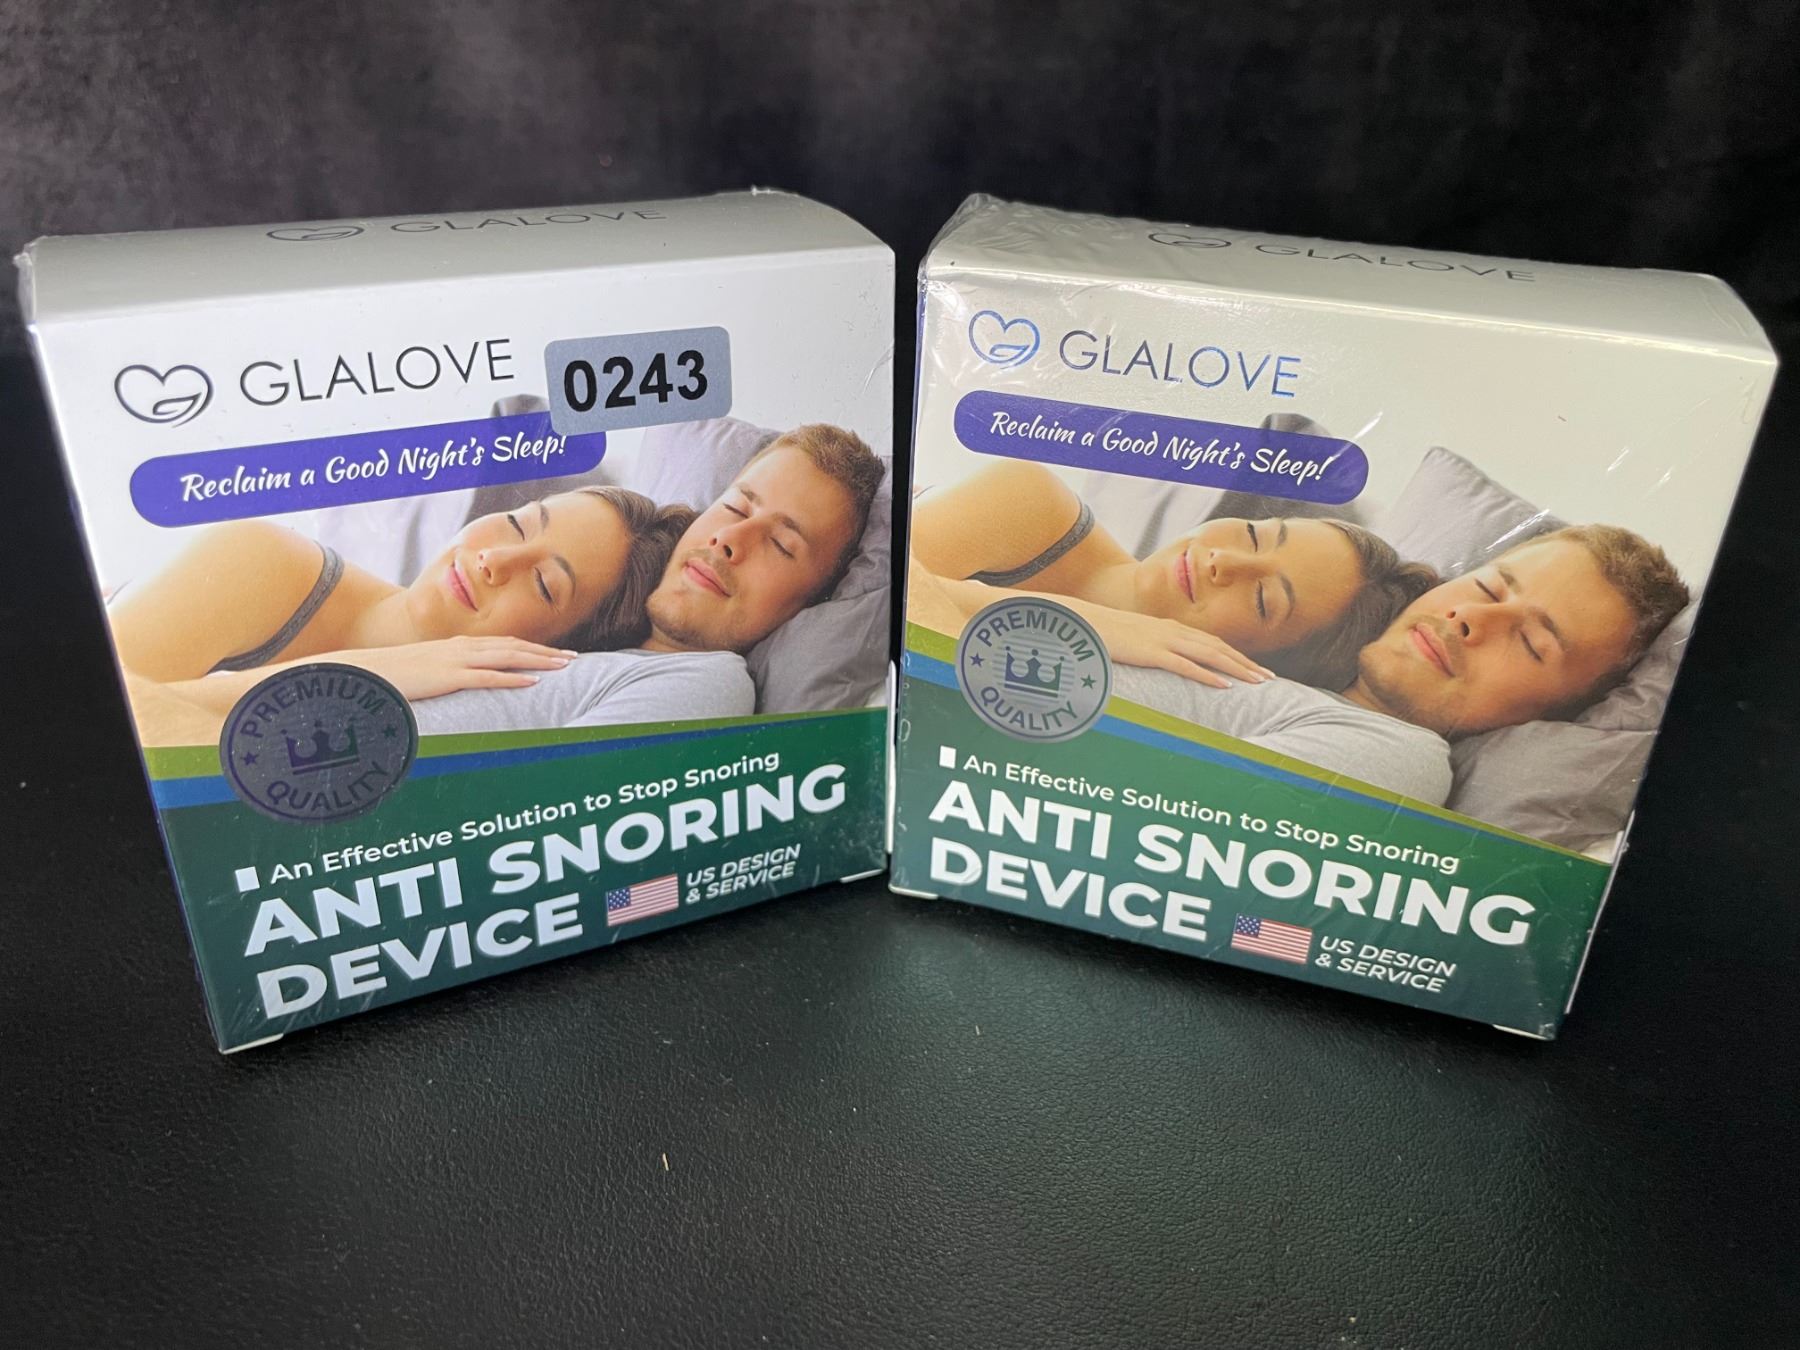 GLALOVE
GLALOVE
0243
Reclaim a Good Night's Sleep!
PREMIUM
QUALITY
An Effective Solution to Stop Snoring
ANTI SNORING
DEVICE
US DESIGN
& SERVICE
GLALOVE
GLALOVE
Reclaim a Good Night's Sleep!
PREMIUM
QUALITY
An Effective Solution to Stop Snoring
ANTI SNORING
DEVICE
US DESIGN
& SERVICE